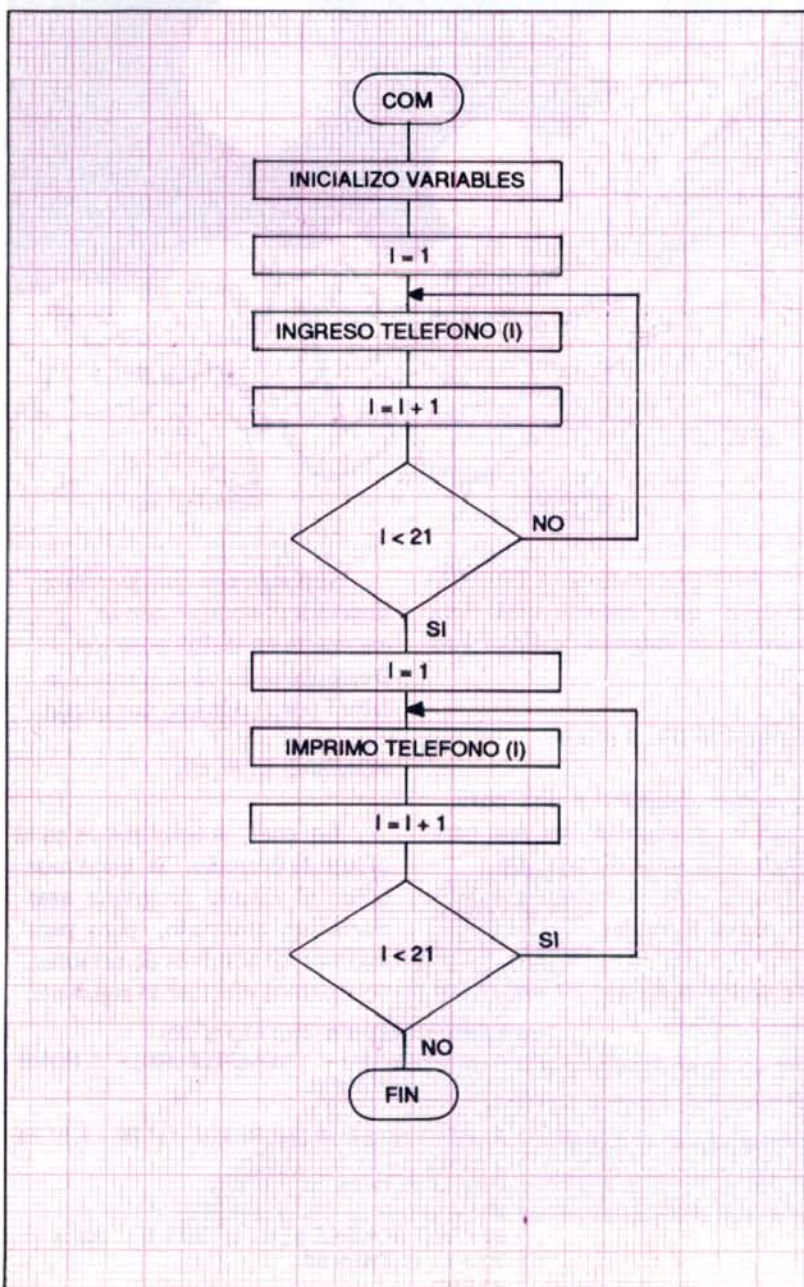 COM
INICIALIZO VARIABLES
I = 1
INGRESO TELEFONO (I)
I = I + 1
I < 21
NO
SI
I = 1
IMPRIMO TELEFONO (I)
I = I + 1
I < 21
SI
NO
FIN